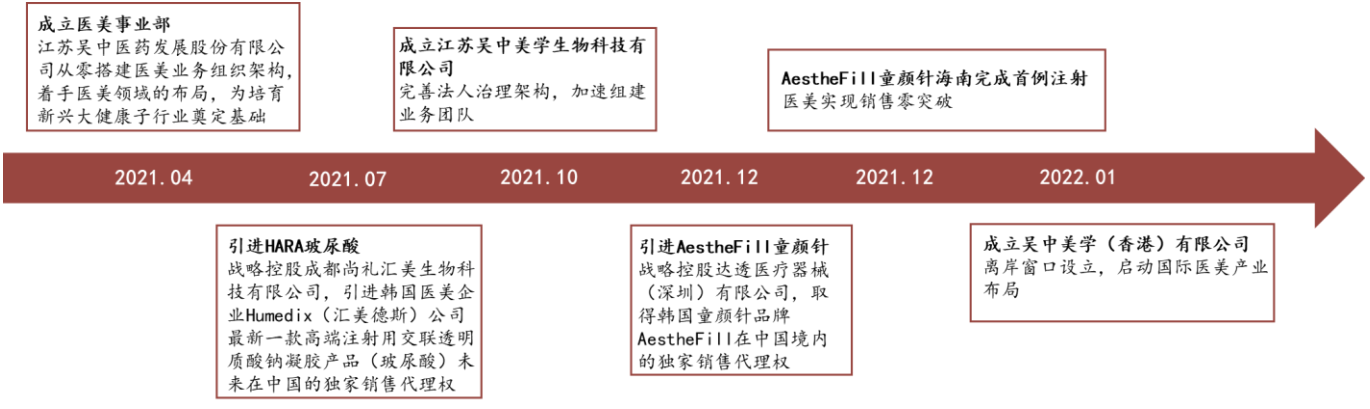 成立医美事业部
江苏吴中医药发展股份有限公
司从零搭建医美业务组织架构，
着手医美领域的布局，为培育
新兴大健康子行业奠定基础
成立江苏吴中美学生物科技有
限公司
完善法人治理架构，加速组建
业务团队
AestheFill童颜针海南完成首例注射
医美实现销售零突破
2021.04
2021.07
2021.10
2021.12
2021.12
2022.01
引进HARA玻尿酸
战略控股成都尚礼汇美生物科
技有限公司，引进韩国医美企
业Humedix（汇美德斯）公司
最新一款高端注射用交联透明
质酸钠凝胶产品（玻尿酸）未
来在中国的独家销售代理权
引进AestheFill童颜针
战略控股达透医疗器械
（深圳）有限公司，取
得韩国童颜针品牌
AestheFill在中国境内
的独家销售代理权
成立吴中美学（香港）有限公司
离岸窗口设立，启动国际医美产业
布局